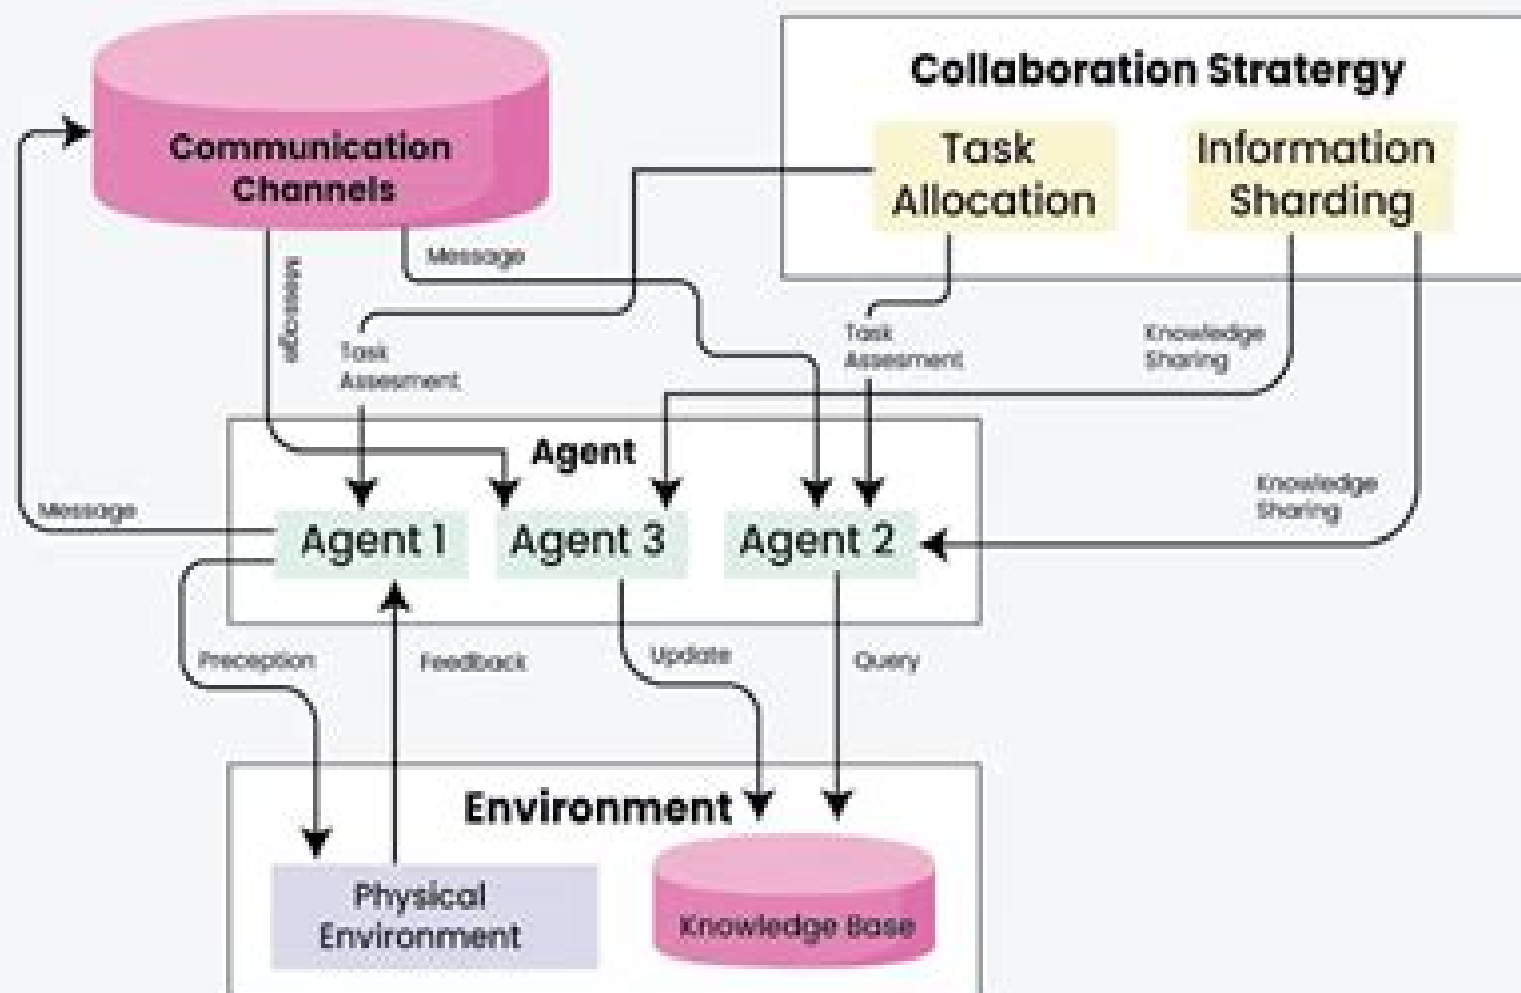 Collaboration Stratergy
Communication
Channels
Task
Allocation
Information
Sharding
Message
Message
Task
Assesment
Task
Assesment
Knowledge
Sharing
Agent
Knowledge
Sharing
Message
Agent 1
Agent 3
Agent 2
Preception
Feedback
Update
Query
Environment
Physical
Environment
Knowledge Base